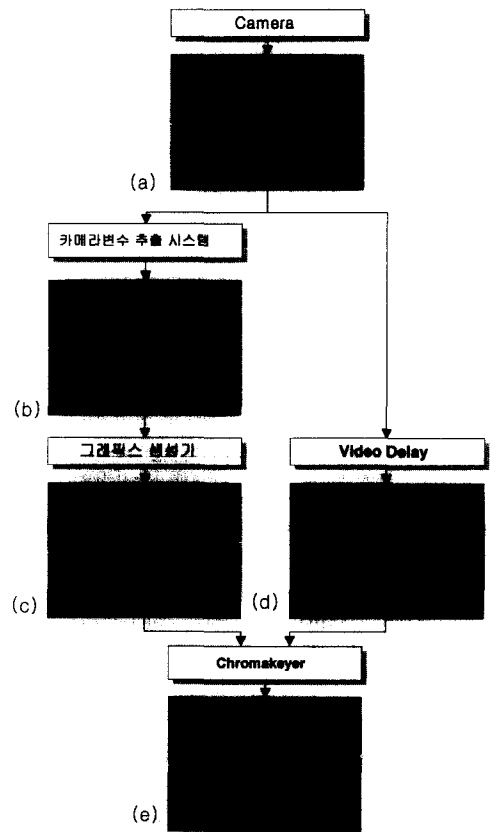 Camera
(a)
카메라변수 추출 시스템
(b)
그래픽스 생성기
Video Delay
(c)
(d)
Chromakeyer
(e)